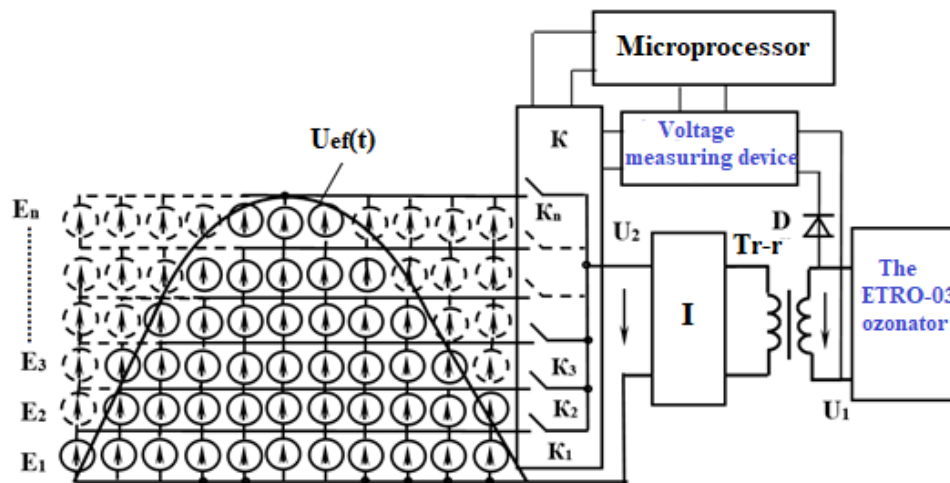 Microprocessor
K
Voltage
measuring device
Uef(t)
En
Kn
U2
D
Tr-r
The
ETRO-03
ozonator
I
E3
K3
E2
K2
U1
E1
K1